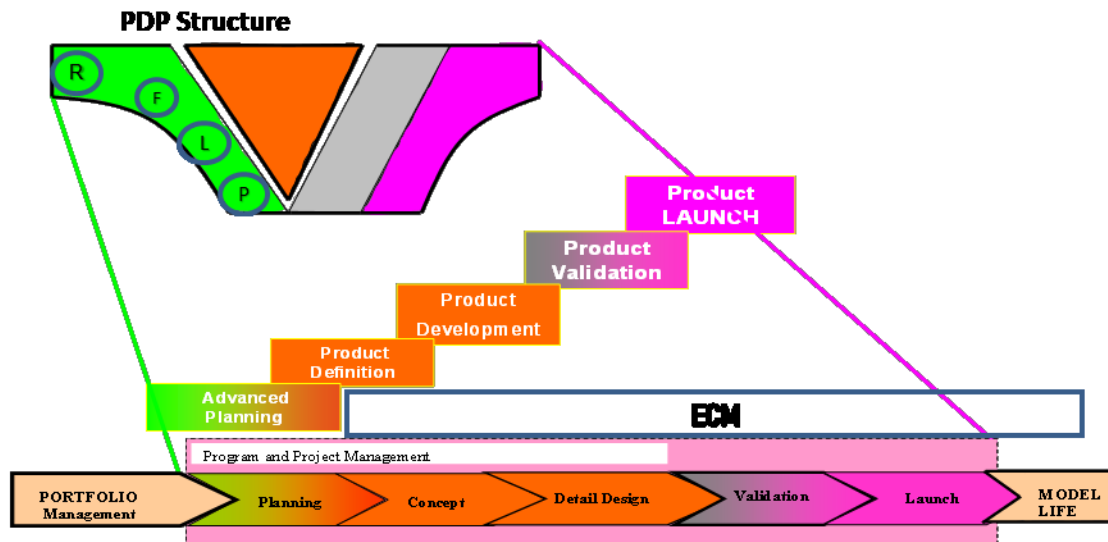 PDP Structure
R
F
L
P
Product
LAUNCH
Product
Validation
Product
Development
Product
Definition
Advanced
Planning
ECM
Program and Project Management
PORTFOLIO
Management
Planning
Concept
Detail Design
Validation
Launch
MODEL
LIFE